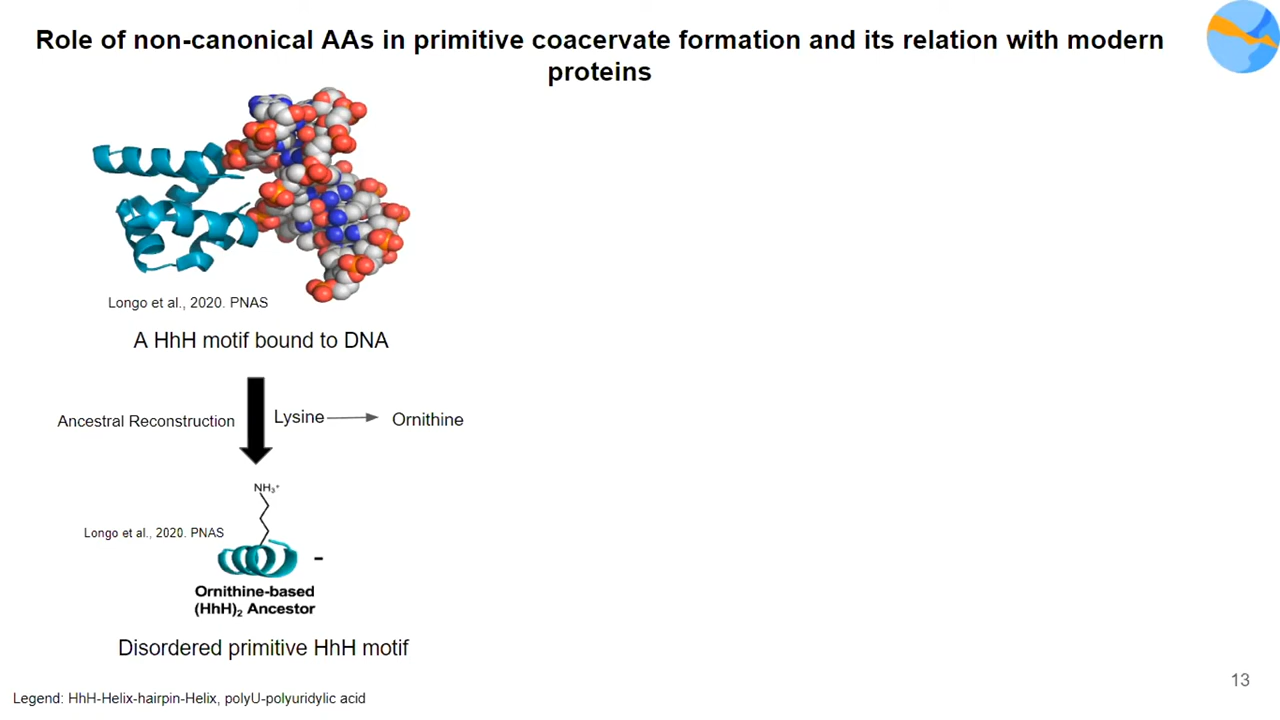 Role of non-canonical AAs in primitive coacervate formation and its relation with modern
proteins
Longo et al., 2020. PNAS
A HhH motif bound to DNA
Ancestral Reconstruction
Lysine
Ornithine
NH₃⁺
Longo et al., 2020. PNAS
-
Ornithine-based
(HhH)₂ Ancestor
Disordered primitive HhH motif
13
Legend: HhH-Helix-hairpin-Helix, polyU-polyuridylic acid